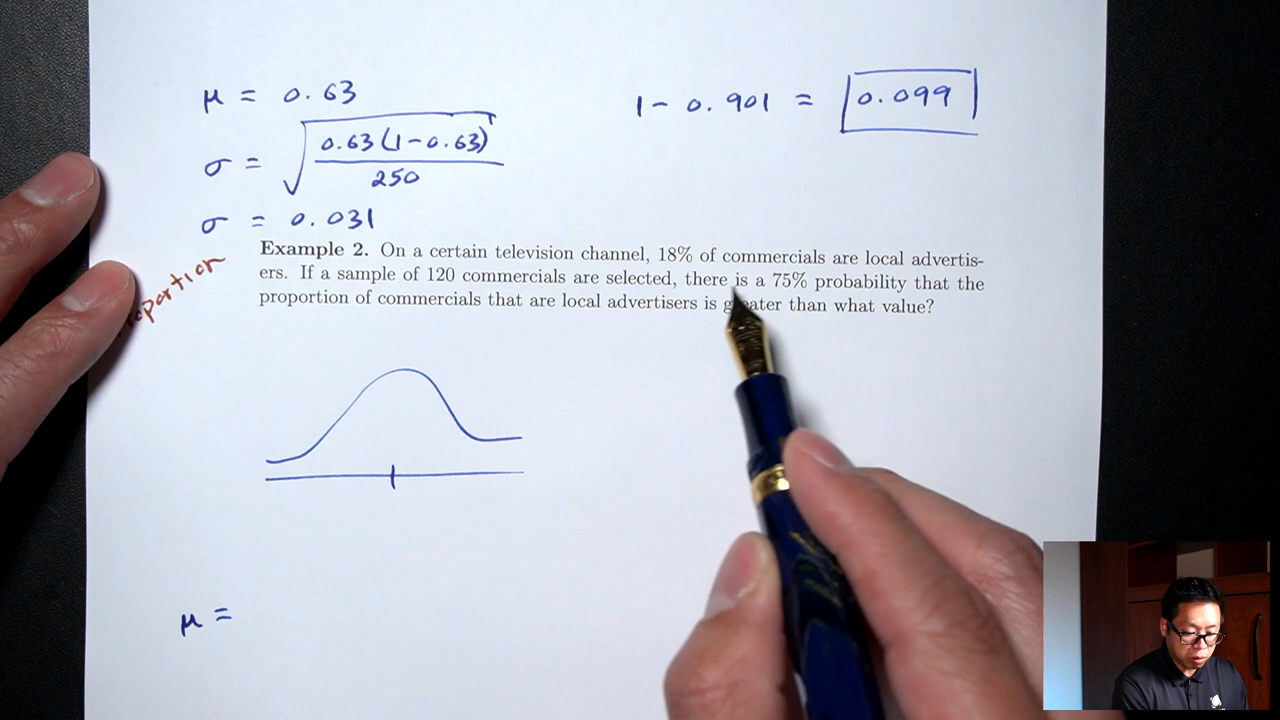 μ = 0.63
σ = √(0.63(1-0.63)/250)
σ = 0.031
1 - 0.901 = 0.099
Example 2. On a certain television channel, 18% of commercials are local advertis-
ers. If a sample of 120 commercials are selected, there is a 75% probability that the
proportion of commercials that are local advertisers is greater than what value?
μ =